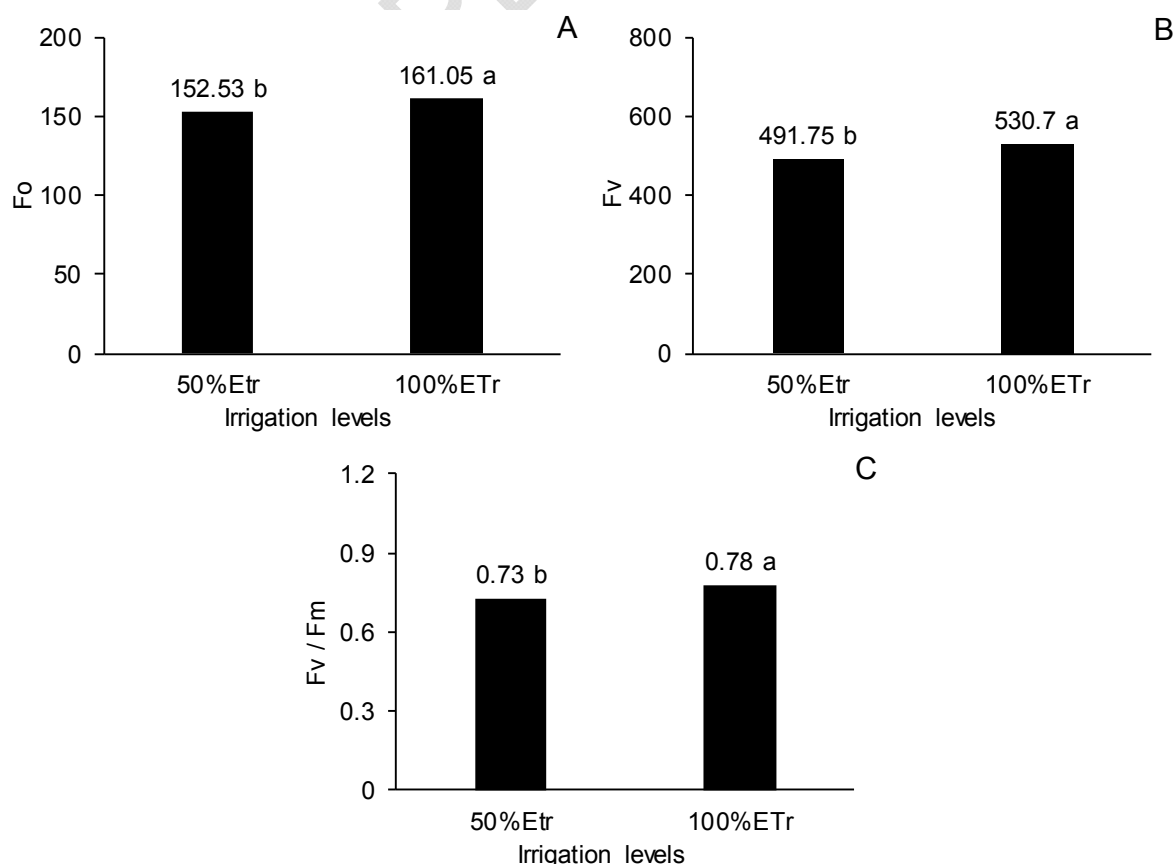 A
200
150
100
50
0
Fo
152.53 b
161.05 a
50%Etr
100%ETr
Irrigation levels
B
800
600
400
200
0
Fv
491.75 b
530.7 a
50%Etr
100%ETr
Irrigation levels
C
1.2
0.9
0.6
0.3
0
Fv / Fm
0.73 b
0.78 a
50%Etr
100%ETr
Irrigation levels